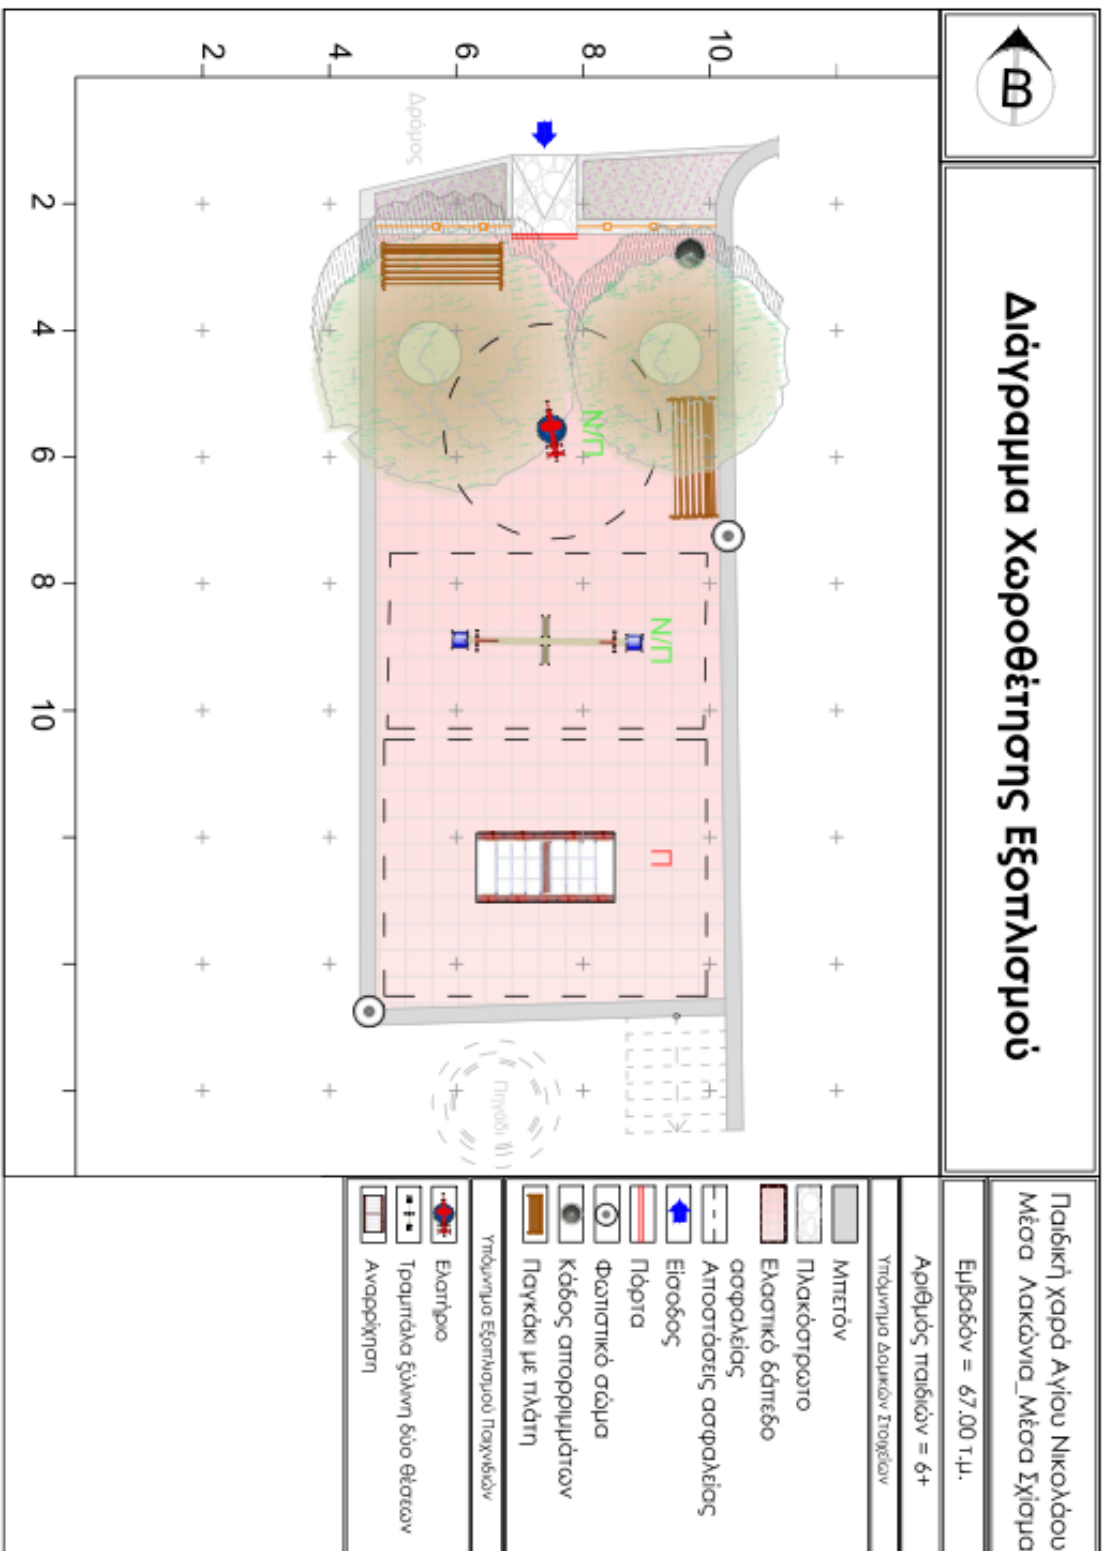 Β
Διάγραμμα Χωροθέτησης Εξοπλισμού
Παιδική χαρά Αγίου Νικολάου
Μέσα Λακώνια_Μέσα Σχίσμα
Εμβαδόν = 67.00 τ.μ.
Αριθμός παιδιών = 6+
Υπόμνημα Δομικών Στοιχείων
Μπετόν
Πλακόστρωτο
Ελαστικό δάπεδο
ασφαλείας
Αποστάσεις ασφαλείας
Είσοδος
Πόρτα
Φωτιστικό σώμα
Κάδος απορριμμάτων
Παγκάκι με πλάτη
Υπόμνημα Εξοπλισμού Παιχνιδιών
Ελατήριο
Τραμπάλα ξύλινη δύο θέσεων
Αναρρίχηση
10
8
6
4
2
2
4
6
8
10
Δρόμος
Ν/Π
Ν/Π
Π
Πηγάδι